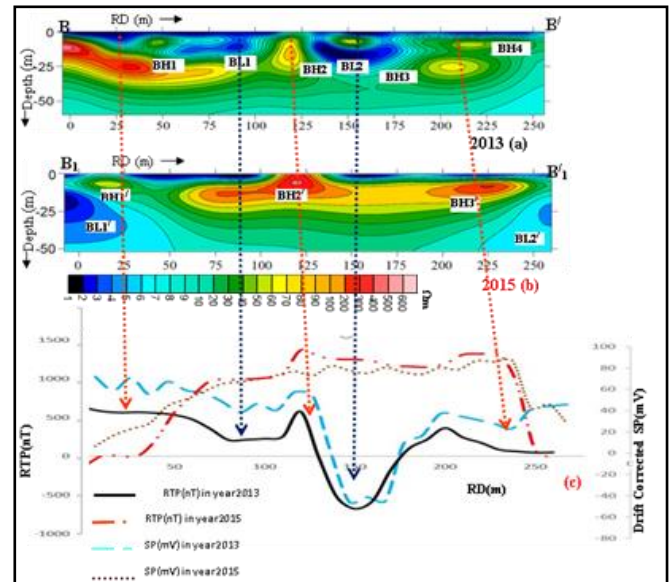 B RD (m) B/
0
-25
-50
Depth (m)
BH1 BL1 BH2 BL2 BH3 BH4
0 25 50 75 100 125 150 175 200 225 250
2013 (a)
B1 RD (m) B/1
0
-25
-50
Depth (m)
BH1/ BH2/ BH3/
BL1/ BL2/
0 25 50 75 100 125 150 175 200 225 250
2015 (b)
1 2 3 4 5 6 7 8 9 10 20 30 40 50 60 70 80 90 100 200 300 400 500 600 Ωm
1500
1000
500
0
-500
-1000
RTP(nT)
50 100 150 200 250
RD(m)
100
80
60
40
20
0
-20
-40
-60
-80
Drift Corrected SP(mV)
(c)
RTP(nT) in year2013
RTP(nT) in year2015
SP(mV) in year2013
SP(mV) in year2015